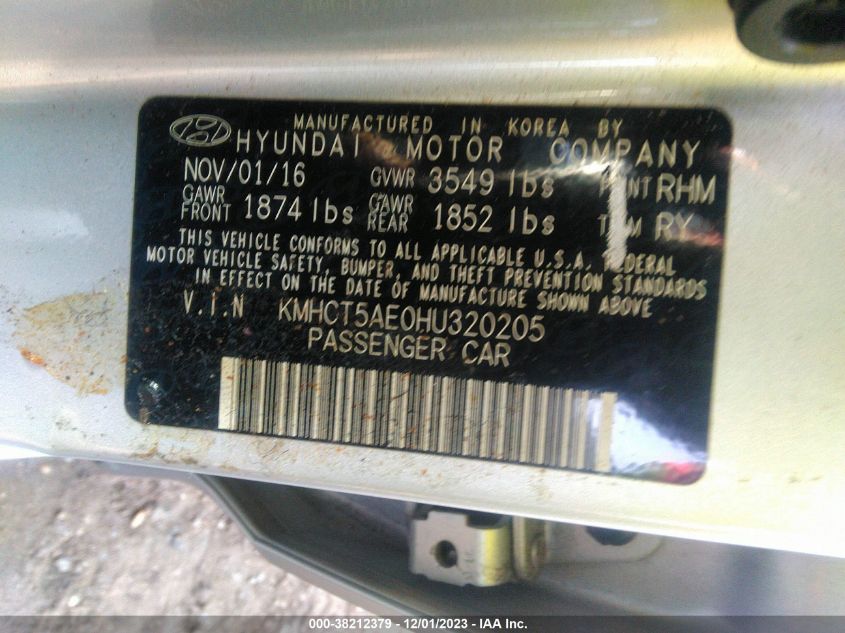 MANUFACTURED IN KOREA BY
HYUNDAI MOTOR COMPANY
NOV/01/16 GVWR 3549 lbs PAINT RHM
GAWR FRONT 1874 lbs GAWR REAR 1852 lbs TRIM RY
THIS VEHICLE CONFORMS TO ALL APPLICABLE U.S.A. FEDERAL
MOTOR VEHICLE SAFETY, BUMPER, AND THEFT PREVENTION STANDARDS
IN EFFECT ON THE DATE OF MANUFACTURE SHOWN ABOVE
V.I.N KMHCT5AE0HU320205
PASSENGER CAR
000-38212379 - 12/01/2023 - IAA Inc.